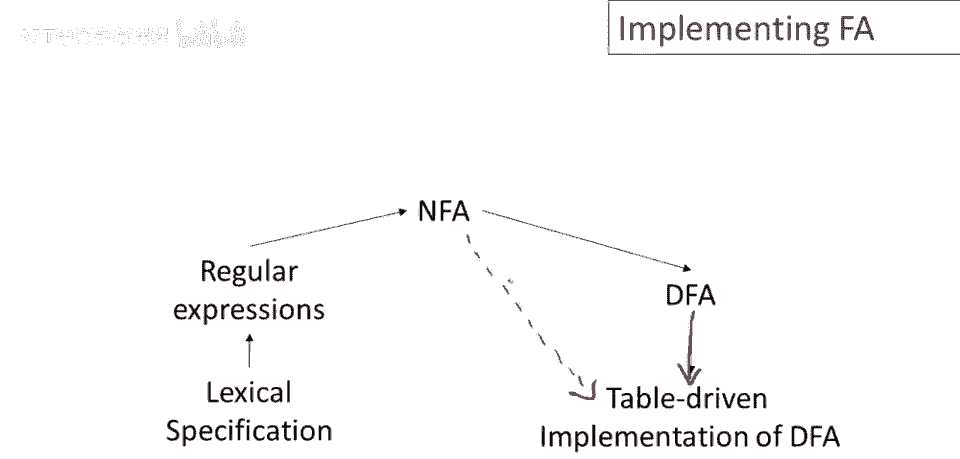 Implementing FA
NFA
Regular
expressions
DFA
Lexical
Specification
Table-driven
Implementation of DFA